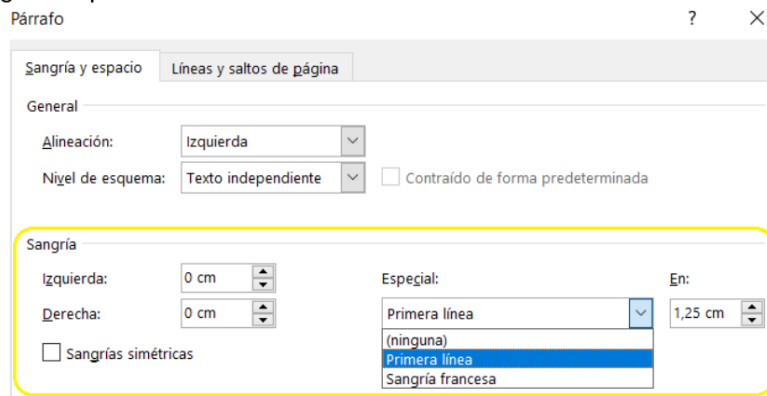 Párrafo ? ×
Sangría y espacio Líneas y saltos de página
General
Alineación: Izquierda
Nivel de esquema: Texto independiente Contraído de forma predeterminada
Sangría
Izquierda: 0 cm Especial: En:
Derecha: 0 cm Primera línea 1,25 cm
(ninguna)
Sangrías simétricas Primera línea
Sangría francesa